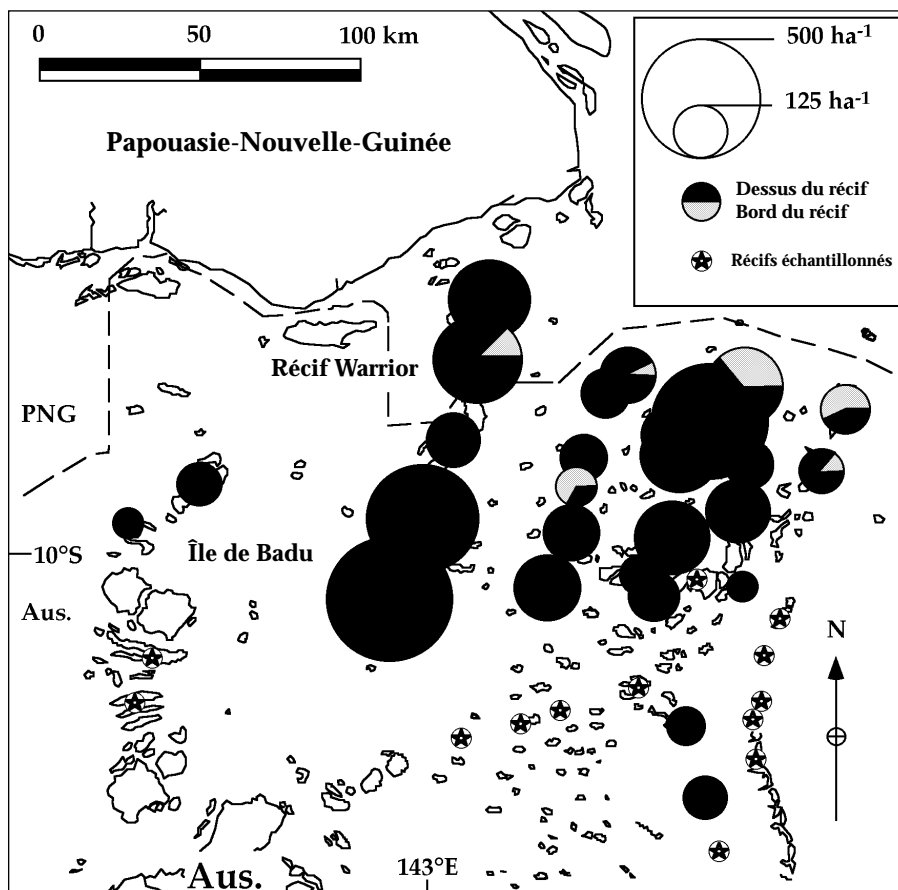 0 50 100 km
500 ha-1
125 ha-1
Papouasie-Nouvelle-Guinée
Dessus du récif
Bord du récif
Récifs échantillonnés
Récif Warrior
PNG
Île de Badu
10°S
Aus.
N
143°E
Aus.